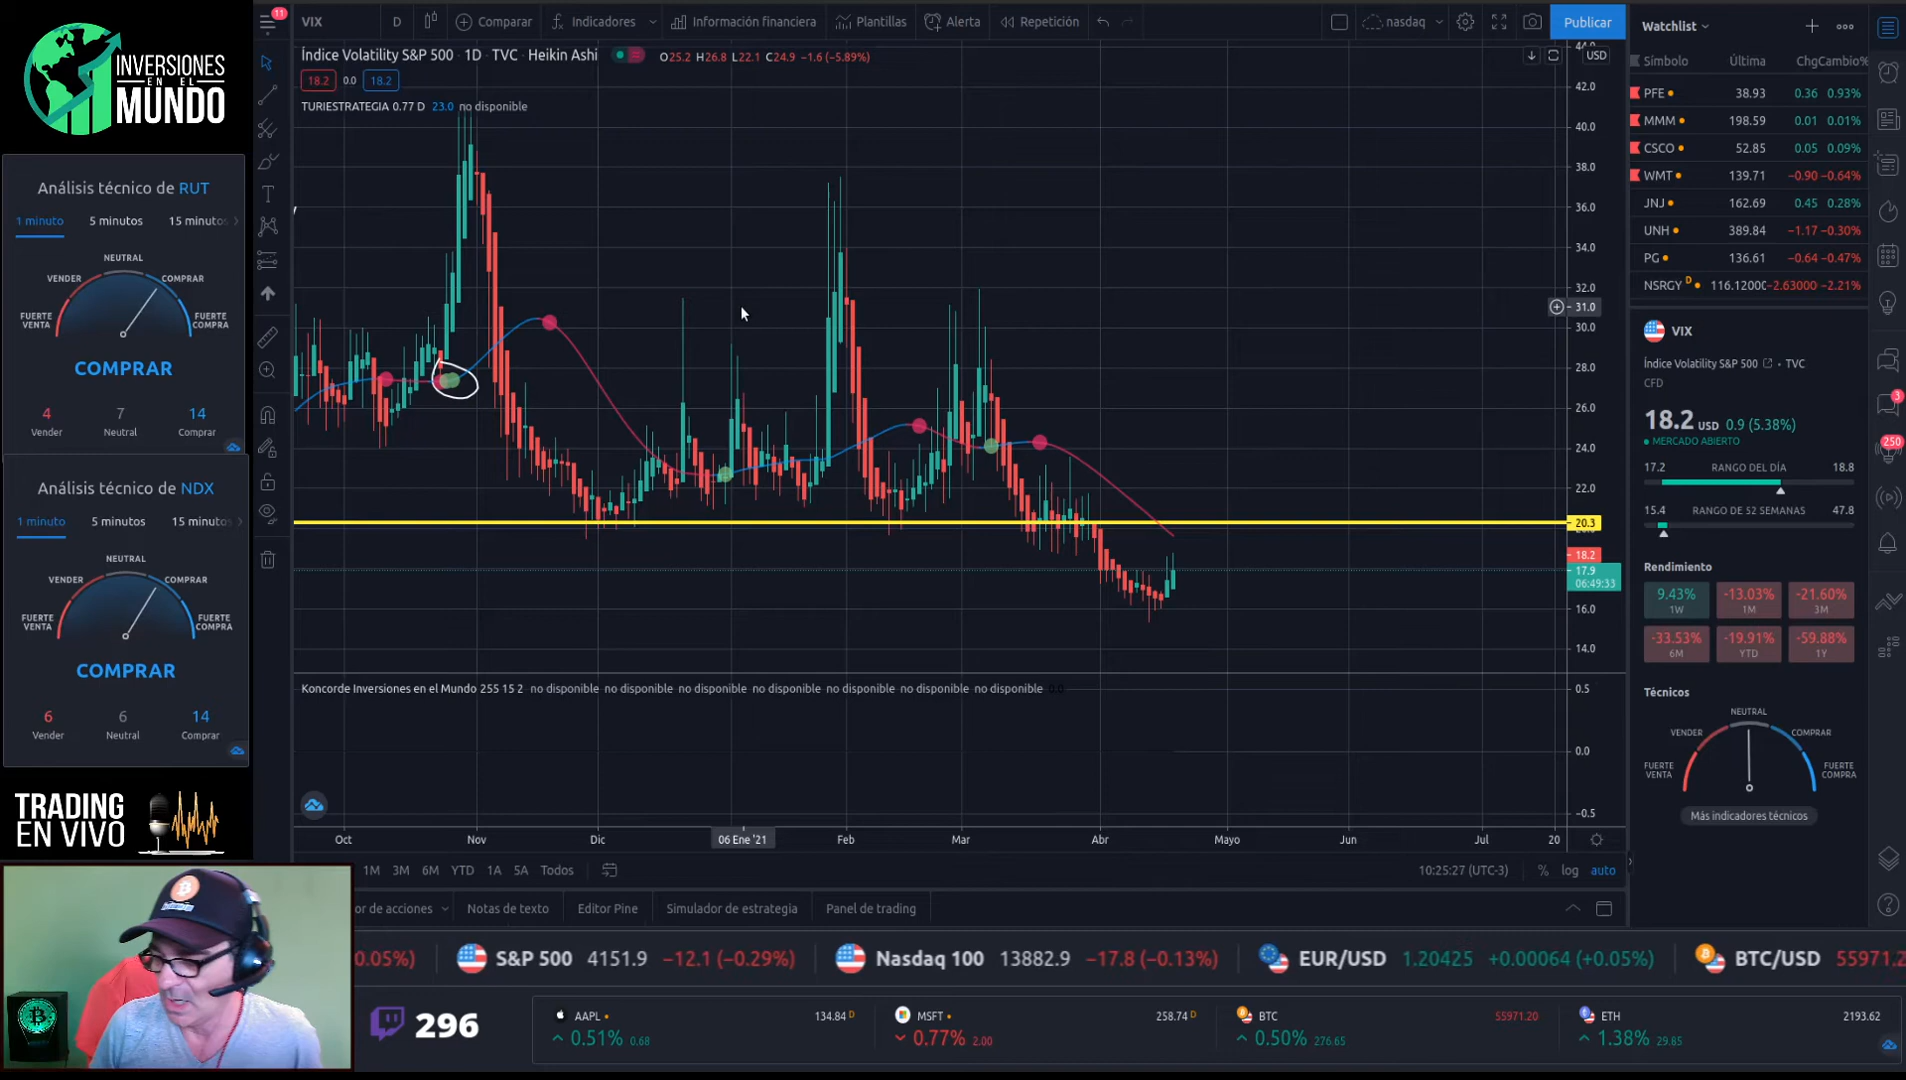 INVERSIONES
EN EL
MUNDO
Análisis técnico de RUT
1 minuto 5 minutos 15 minutos
NEUTRAL
VENDER COMPRAR
FUERTE VENTA FUERTE COMPRA
COMPRAR
4 7 14
Vender Neutral Comprar
Análisis técnico de NDX
1 minuto 5 minutos 15 minutos
NEUTRAL
VENDER COMPRAR
FUERTE VENTA FUERTE COMPRA
COMPRAR
6 6 14
Vender Neutral Comprar
TRADING
EN VIVO
11
VIX D Comparar Indicadores Información financiera Plantillas Alerta Repetición nasdaq Publicar
Índice Volatility S&P 500 · 1D · TVC · Heikin Ashi O25.2 H26.8 L22.1 C24.9 −1.6 (−5.89%)
18.2 0.0 18.2
TURIESTRATEGIA 0.77 D 23.0 no disponible
USD
42.0
40.0
38.0
36.0
34.0
32.0
31.0
30.0
28.0
26.0
24.0
22.0
20.3
18.2
17.9
06:49:33
16.0
14.0
Koncorde Inversiones en el Mundo 255 15 2 no disponible no disponible no disponible no disponible no disponible no disponible no disponible 0.0
0.5
0.0
−0.5
Oct Nov Dic 06 Ene '21 Feb Mar Abr Mayo Jun Jul 20
1M 3M 6M YTD 1A 5A Todos 10:25:27 (UTC-3) % log auto
or de acciones Notas de texto Editor Pine Simulador de estrategia Panel de trading
Watchlist
Símbolo Última Chg Cambio%
PFE 38.93 0.36 0.93%
MMM 198.59 0.01 0.01%
CSCO 52.85 0.05 0.09%
WMT 139.71 −0.90 −0.64%
JNJ 162.69 0.45 0.28%
UNH 389.84 −1.17 −0.30%
PG 136.61 −0.64 −0.47%
NSRGY D 116.12000 −2.63000 −2.21%
VIX
Índice Volatility S&P 500 · TVC
CFD
18.2 USD 0.9 (5.38%)
MERCADO ABIERTO
17.2 RANGO DEL DÍA 18.8
15.4 RANGO DE 52 SEMANAS 47.8
Rendimiento
9.43% -13.03% -21.60%
1W 1M 3M
-33.53% -19.91% -59.88%
6M YTD 1Y
Técnicos
NEUTRAL
VENDER COMPRAR
FUERTE VENTA FUERTE COMPRA
Más indicadores técnicos
3
250
0.05%) S&P 500 4151.9 −12.1 (−0.29%) Nasdaq 100 13882.9 −17.8 (−0.13%) EUR/USD 1.20425 +0.00064 (+0.05%) BTC/USD 55971.2
296
AAPL 134.84 D MSFT 258.74 D BTC 55971.20 ETH 2193.62
0.51% 0.68 0.77% 2.00 0.50% 276.65 1.38% 29.85